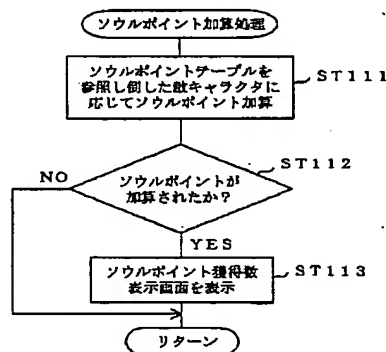 ソウルポイント加算処理
ソウルポイントテーブルを
参照し倒した敵キャラクタに
応じてソウルポイント加算
ST111
ソウルポイントが
加算されたか?
ST112
NO
YES
ソウルポイント獲得数
表示画面を表示
ST113
リターン